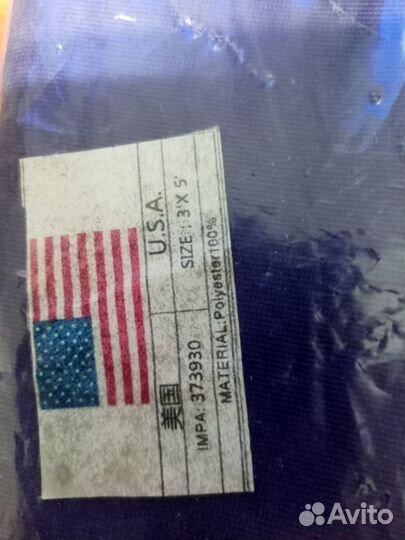 美国 U.S.A.
IMPA: 373930 SIZE : 3'X 5'
MATERIAL:Polyester100%
Avito